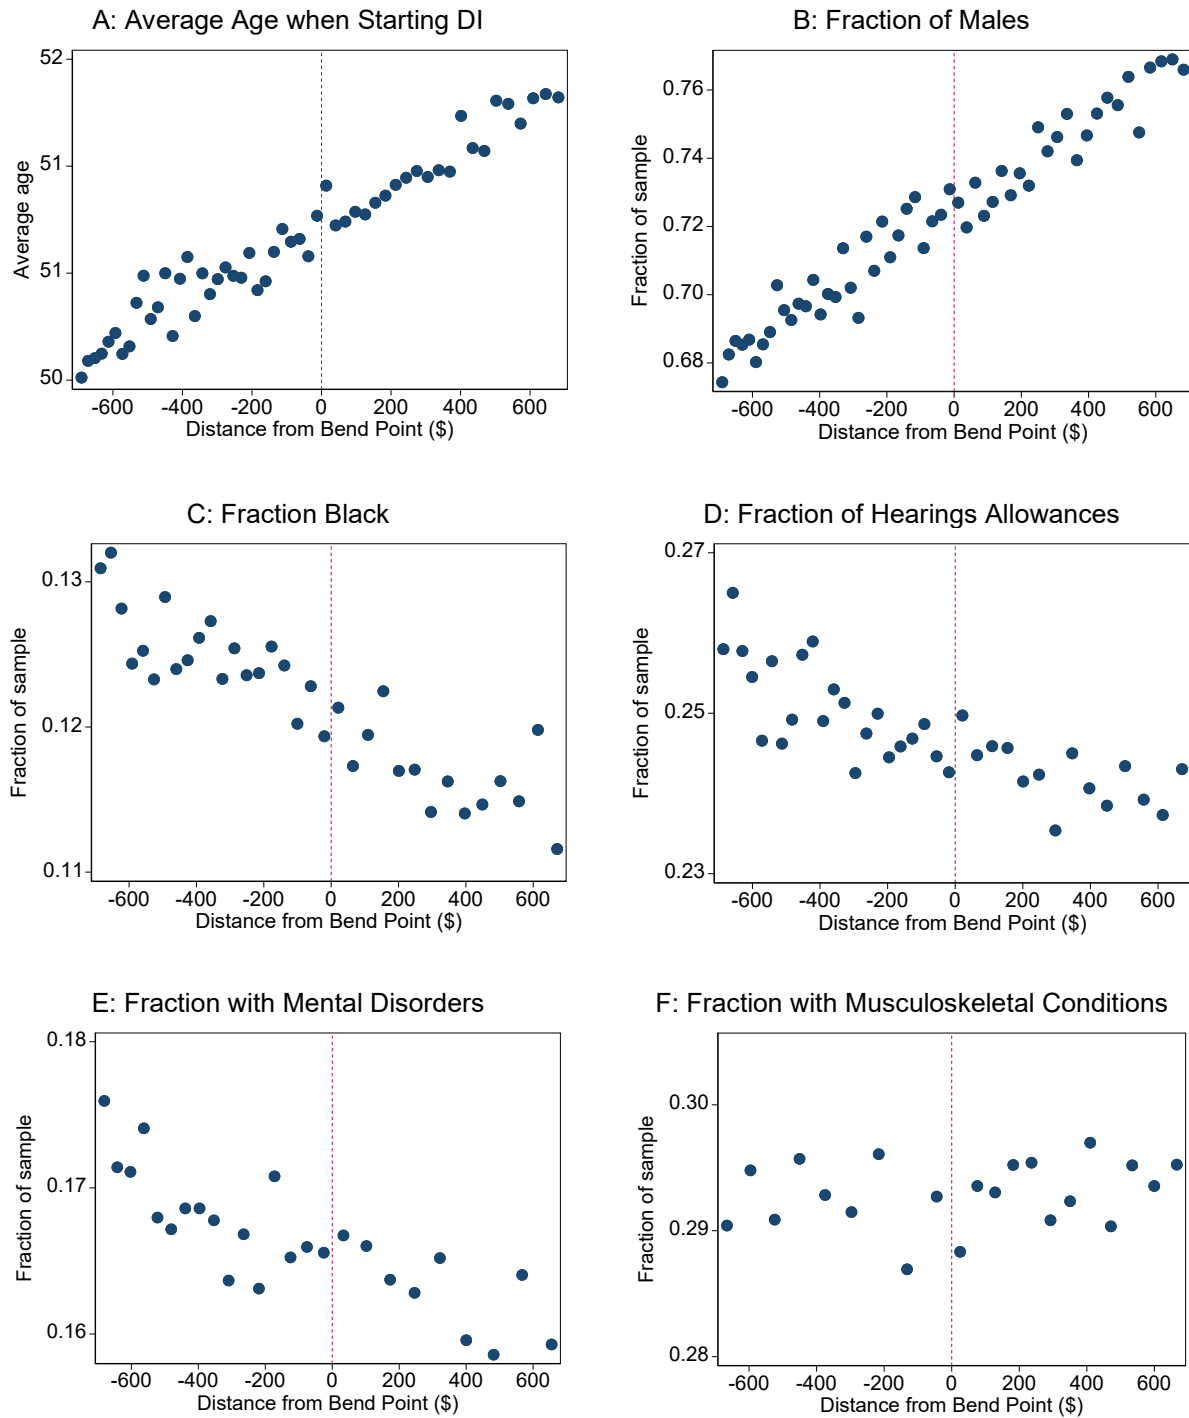 A: Average Age when Starting DI
52
51
51
50
Average age
-600 -400 -200 0 200 400 600
Distance from Bend Point ($)
B: Fraction of Males
0.76
0.74
0.72
0.70
0.68
Fraction of sample
-600 -400 -200 0 200 400 600
Distance from Bend Point ($)
C: Fraction Black
0.13
0.12
0.11
Fraction of sample
-600 -400 -200 0 200 400 600
Distance from Bend Point ($)
D: Fraction of Hearings Allowances
0.27
0.25
0.23
Fraction of sample
-600 -400 -200 0 200 400 600
Distance from Bend Point ($)
E: Fraction with Mental Disorders
0.18
0.17
0.16
Fraction of sample
-600 -400 -200 0 200 400 600
Distance from Bend Point ($)
F: Fraction with Musculoskeletal Conditions
0.30
0.29
0.28
Fraction of sample
-600 -400 -200 0 200 400 600
Distance from Bend Point ($)